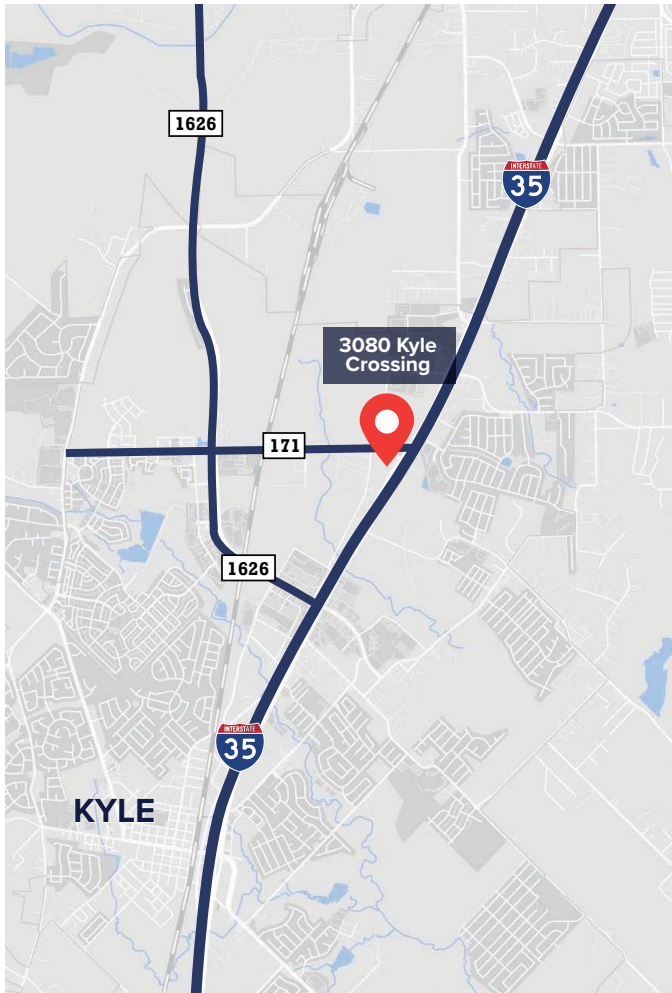 1626
INTERSTATE
35
3080 Kyle
Crossing
171
1626
INTERSTATE
35
KYLE